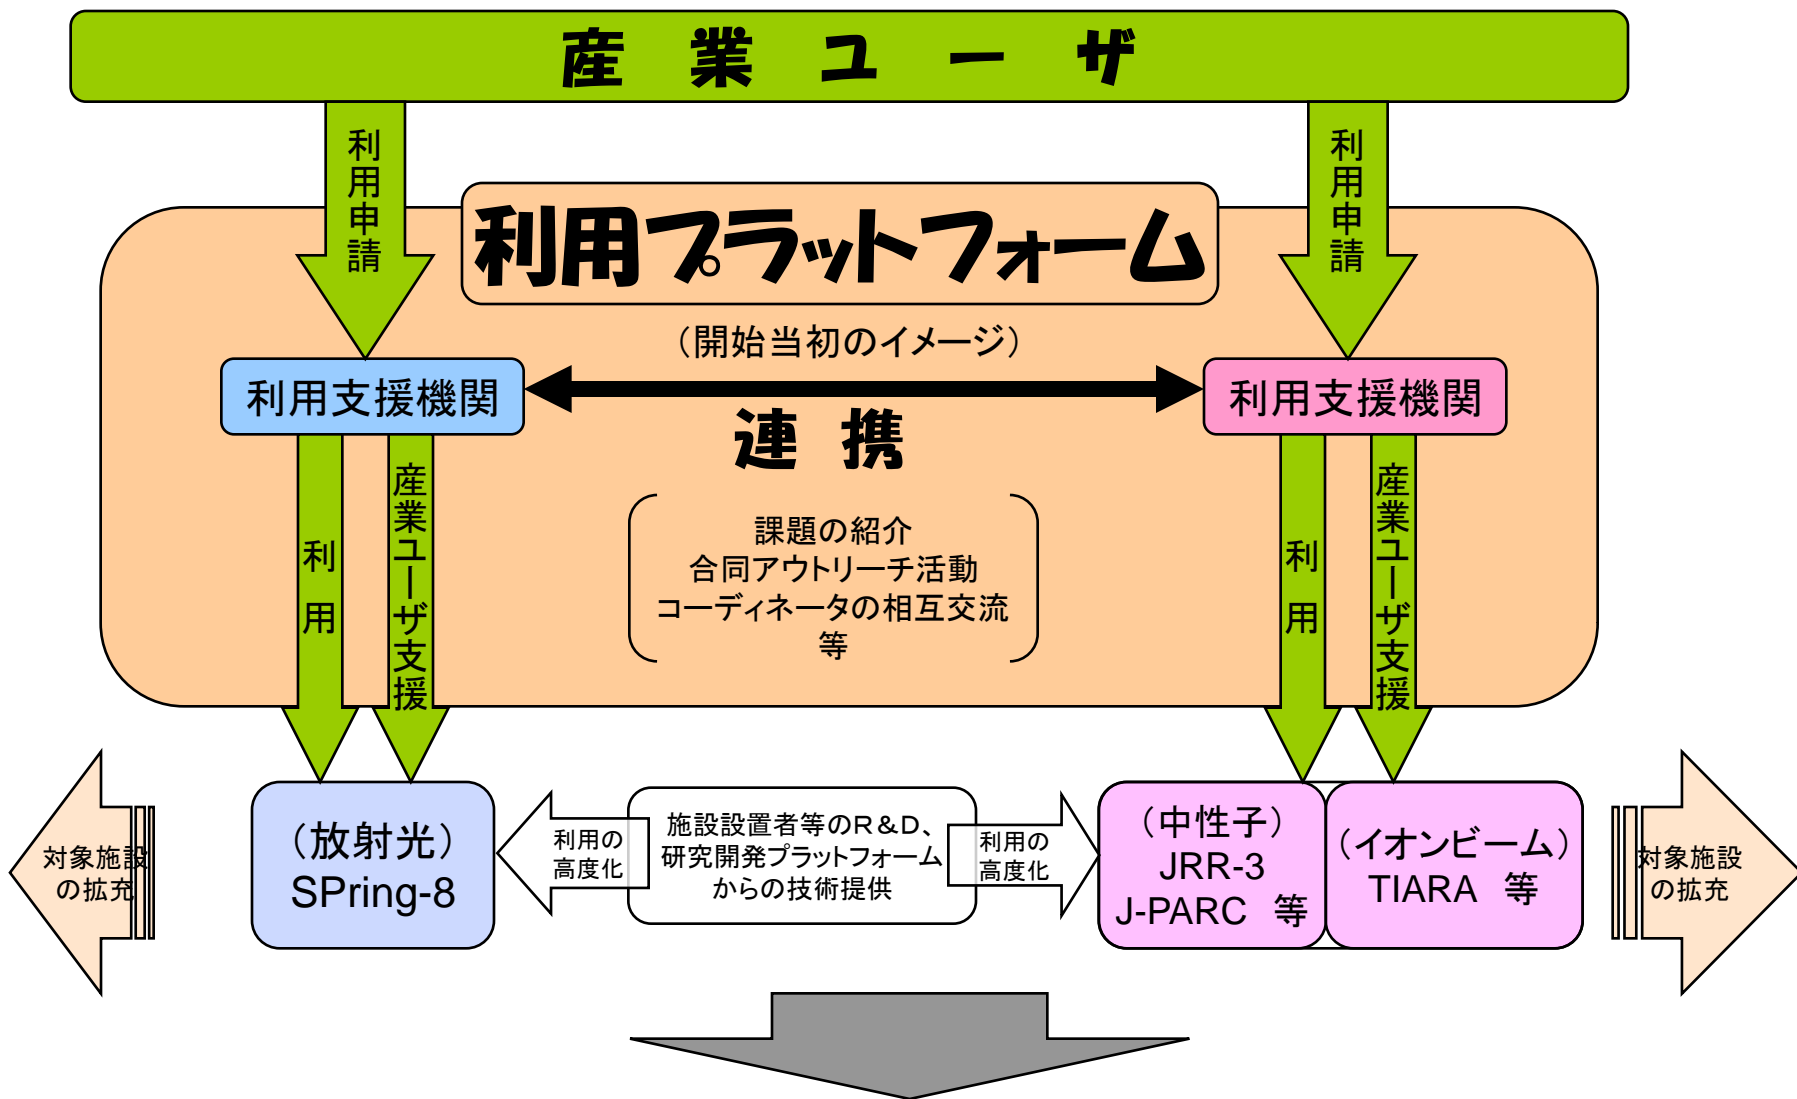 産業ユーザ
利用申請
利用申請
利用プラットフォーム
（開始当初のイメージ）
利用支援機関
利用支援機関
連携
課題の紹介
合同アウトリーチ活動
コーディネータの相互交流
等
利用
産業ユーザ支援
利用
産業ユーザ支援
対象施設
の拡充
（放射光）
SPring-8
利用の
高度化
施設設置者等のR&D、
研究開発プラットフォーム
からの技術提供
利用の
高度化
（中性子）
JRR-3
J-PARC 等
（イオンビーム）
TIARA 等
対象施設
の拡充